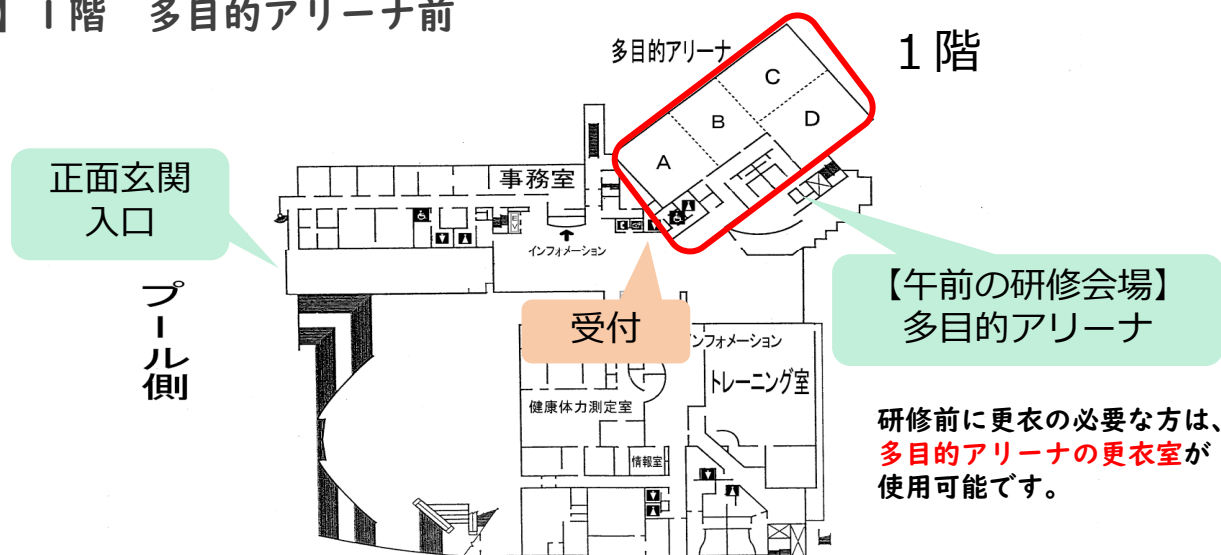 】１階　多目的アリーナ前
１階
多目的アリーナ
C
B
D
A
正面玄関
入口
事務室
EV
インフォメーション
プール側
受付
【午前の研修会場】
多目的アリーナ
ンフォメーション
トレーニング室
健康体力測定室
情報室
研修前に更衣の必要な方は、
多目的アリーナの更衣室が
使用可能です。